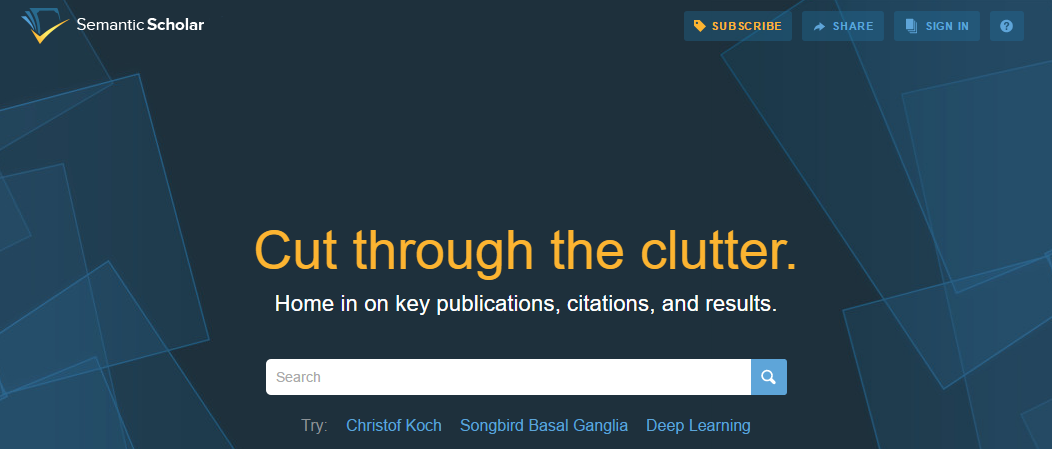 Semantic Scholar
SUBSCRIBE SHARE SIGN IN ?
Cut through the clutter.
Home in on key publications, citations, and results.
Search
Try: Christof Koch Songbird Basal Ganglia Deep Learning